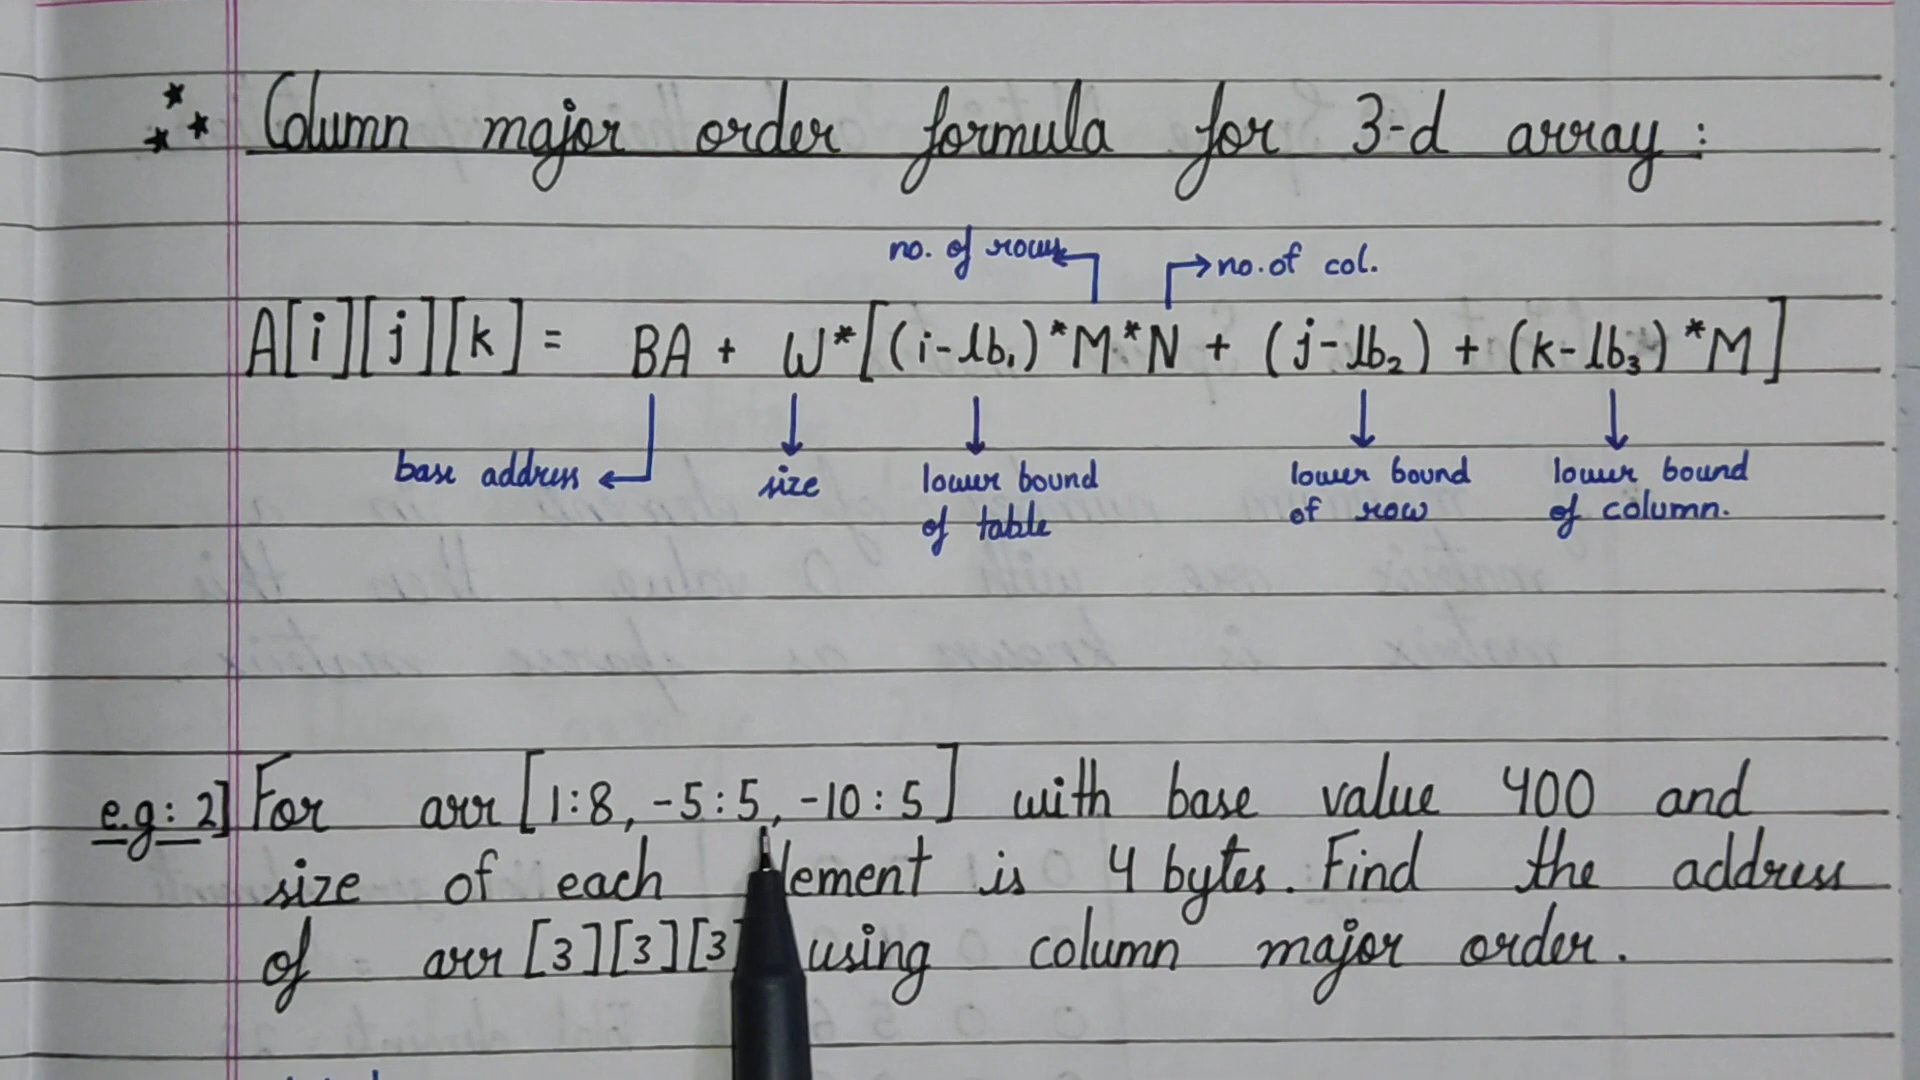 Column major order formula for 3-d array :
no. of rows
no. of col.
A[i][j][k] = BA + W*[(i-lb₁)*M*N + (j-lb₂) + (k-lb₃)*M]
base address
size
lower bound of table
lower bound of row
lower bound of column.
e.g: 2] For arr [1:8, -5:5, -10:5] with base value 400 and
size of each element is 4 bytes. Find the address
of arr [3][3][3] using column major order.